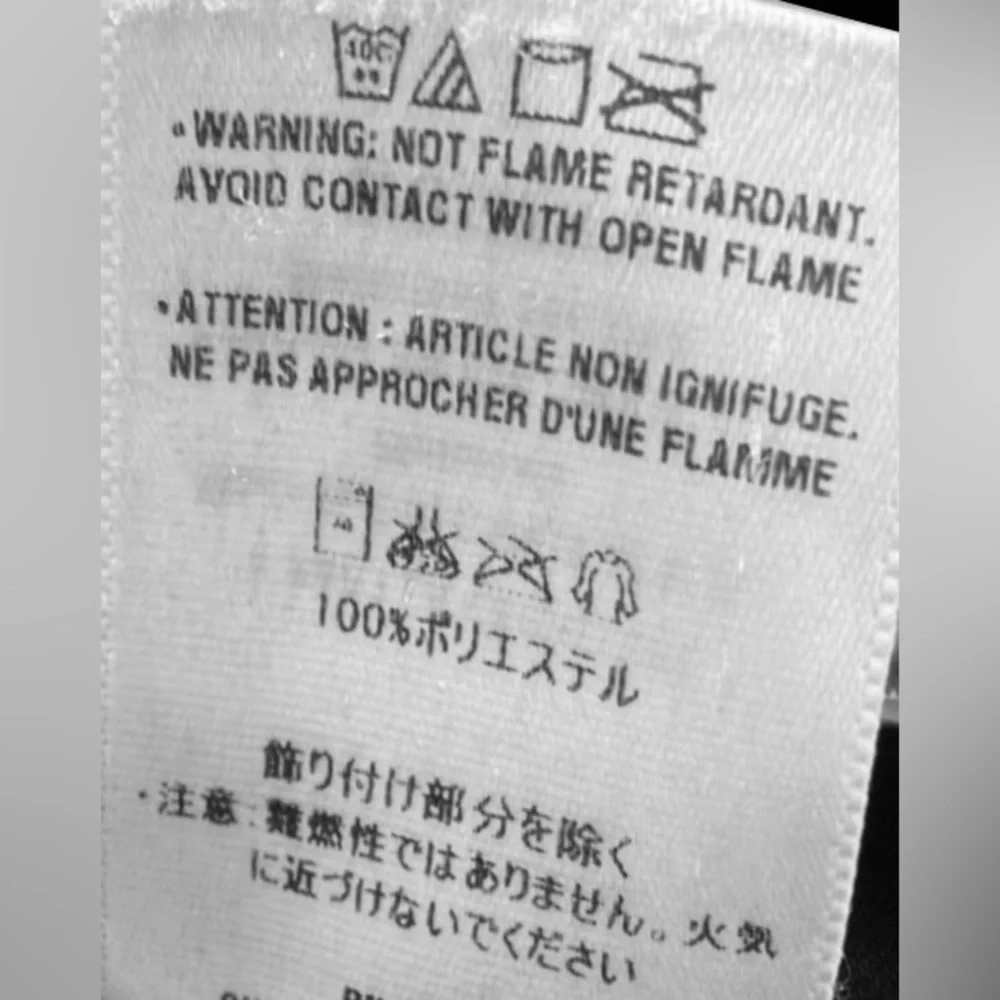 40C
•WARNING: NOT FLAME RETARDANT.
AVOID CONTACT WITH OPEN FLAME
•ATTENTION : ARTICLE NON IGNIFUGE.
NE PAS APPROCHER D'UNE FLAMME
100%ポリエステル
飾り付け部分を除く
・注意:難燃性ではありません。火気
に近づけないでください